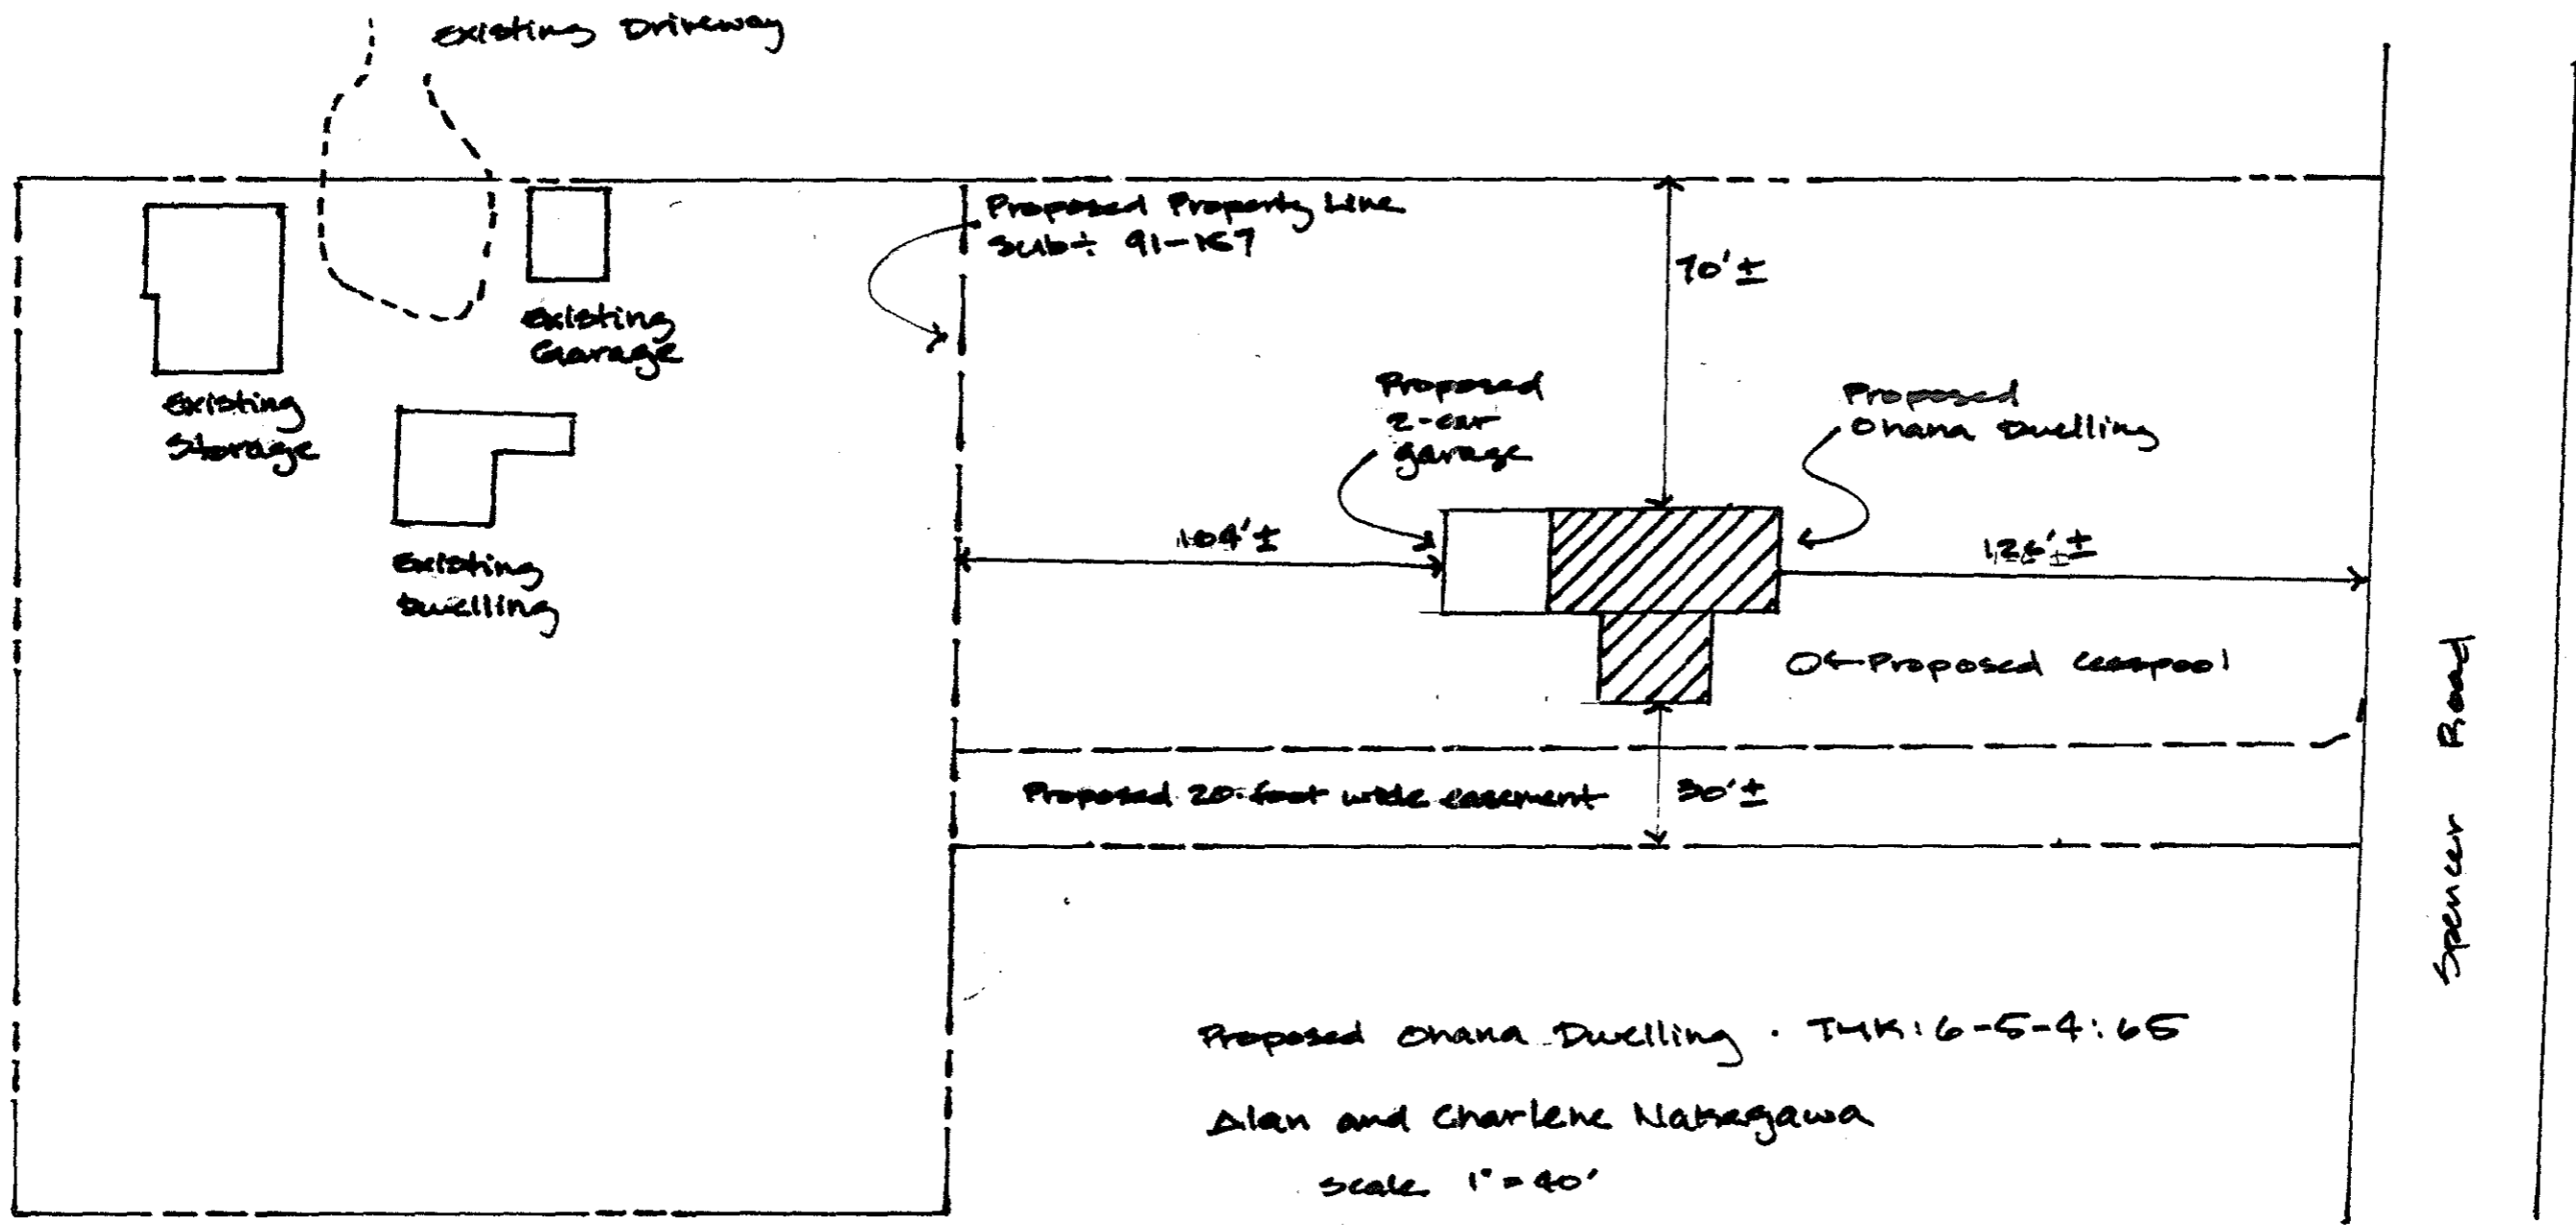 Existing Driveway
Proposed Property Line
Sub÷ 91-167
70'±
Existing
Garage
Existing
Storage
Proposed
2-car
garage
Proposed
Ohana Dwelling
104'±
126'±
Existing
Dwelling
Proposed Cesspool
Spencer Road
Proposed 20-foot wide easement
30'±
Proposed Ohana Dwelling · TMK: 6-5-4:65
Alan and Charlene Nakagawa
Scale 1"=40'